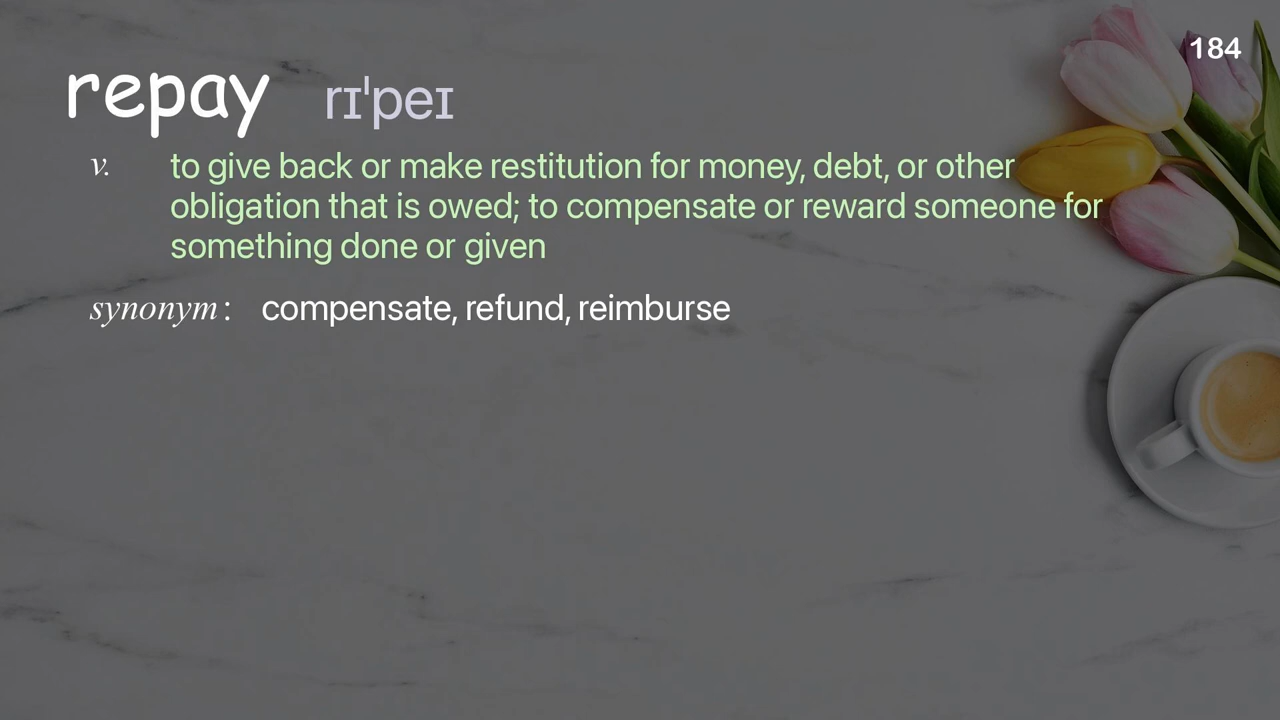 184
repay rɪˈpeɪ
v. to give back or make restitution for money, debt, or other
obligation that is owed; to compensate or reward someone for
something done or given
synonym : compensate, refund, reimburse